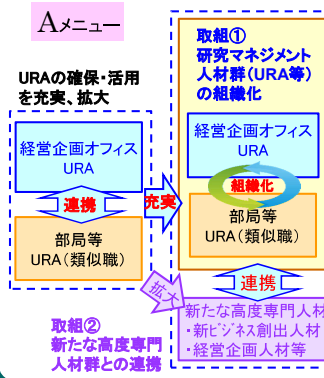 Aメニュー
URAの確保・活用
を充実、拡大
経営企画オフィス
URA
連携
部局等
URA（類似職）
充実
拡大
取組②
新たな高度専門
人材群との連携
取組①
研究マネジメント
人材群（URA等）
の組織化
経営企画オフィス
URA
組織化
部局等
URA（類似職）
連携
新たな高度専門人材
・新ﾋﾞｼﾞﾈｽ創出人材
・経営企画人材等